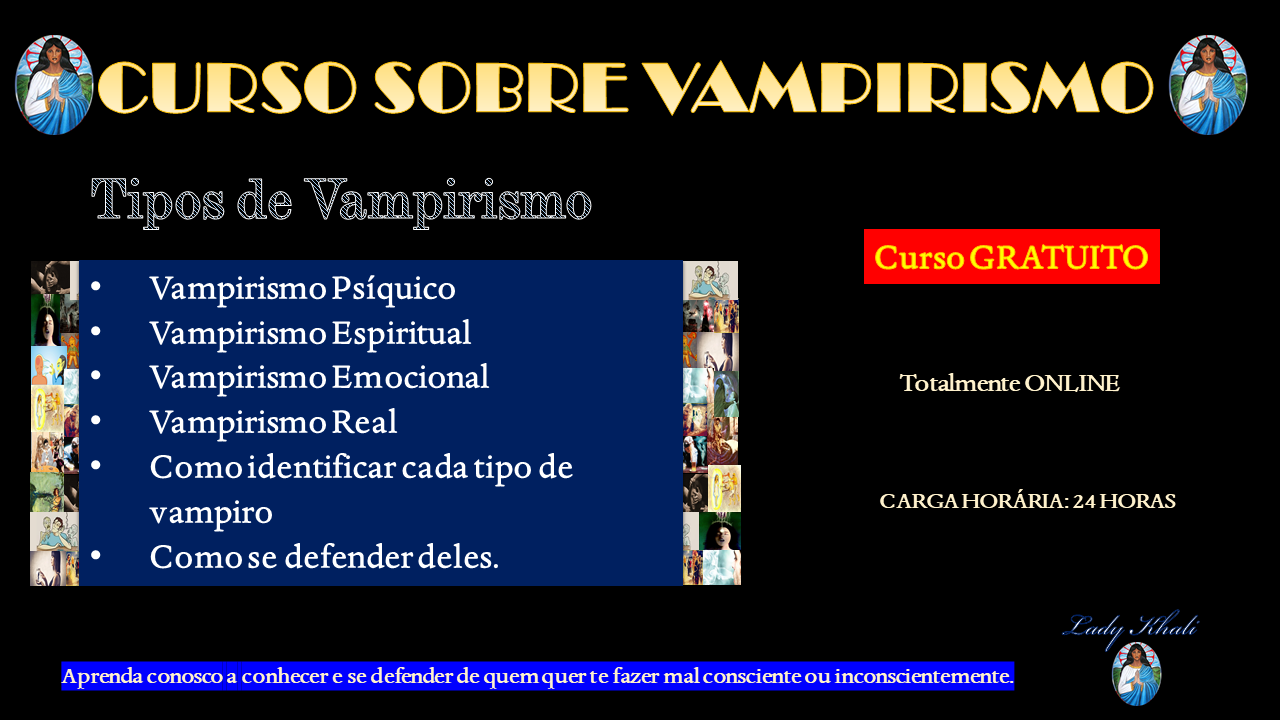 CURSO SOBRE VAMPIRISMO
Tipos de Vampirismo
• Vampirismo Psíquico
• Vampirismo Espiritual
• Vampirismo Emocional
• Vampirismo Real
• Como identificar cada tipo de
vampiro
• Como se defender deles.
Curso GRATUITO
Totalmente ONLINE
CARGA HORÁRIA: 24 HORAS
Lady Khali
Aprenda conosco a conhecer e se defender de quem quer te fazer mal consciente ou inconscientemente.